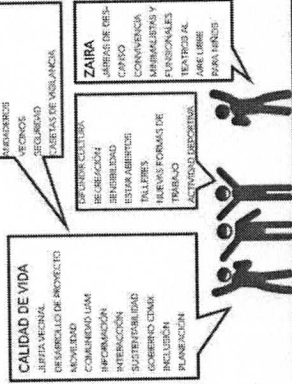 ANDADEROS
VECINOS
SEGURIDAD
CASETAS DE VIGILANCIA
CALIDAD DE VIDA
JUNTA VECINAL
DESARROLLO DE PROYECTO
MOVILIDAD
COMUNIDAD UAM
INFORMACIÓN
INTERACCIÓN
SUSTENTABILIDAD
GOBIERNO CDMX
INCLUSIÓN
PLANEACIÓN
DIFUNDIR CULTURA
RECREACIÓN
SENSIBILIDAD
ESTAR ABIERTOS
TALLERES
NUEVAS FORMAS DE
TRABAJO
ACTIVIDAD DEPORTIVA
ZAIRA
ÁREAS DE DES-
CANSO
CONVIVENCIA
MINIMALISTAS Y
FUNCIONALES
TEATROS AL
AIRE LIBRE
PARA NIÑOS